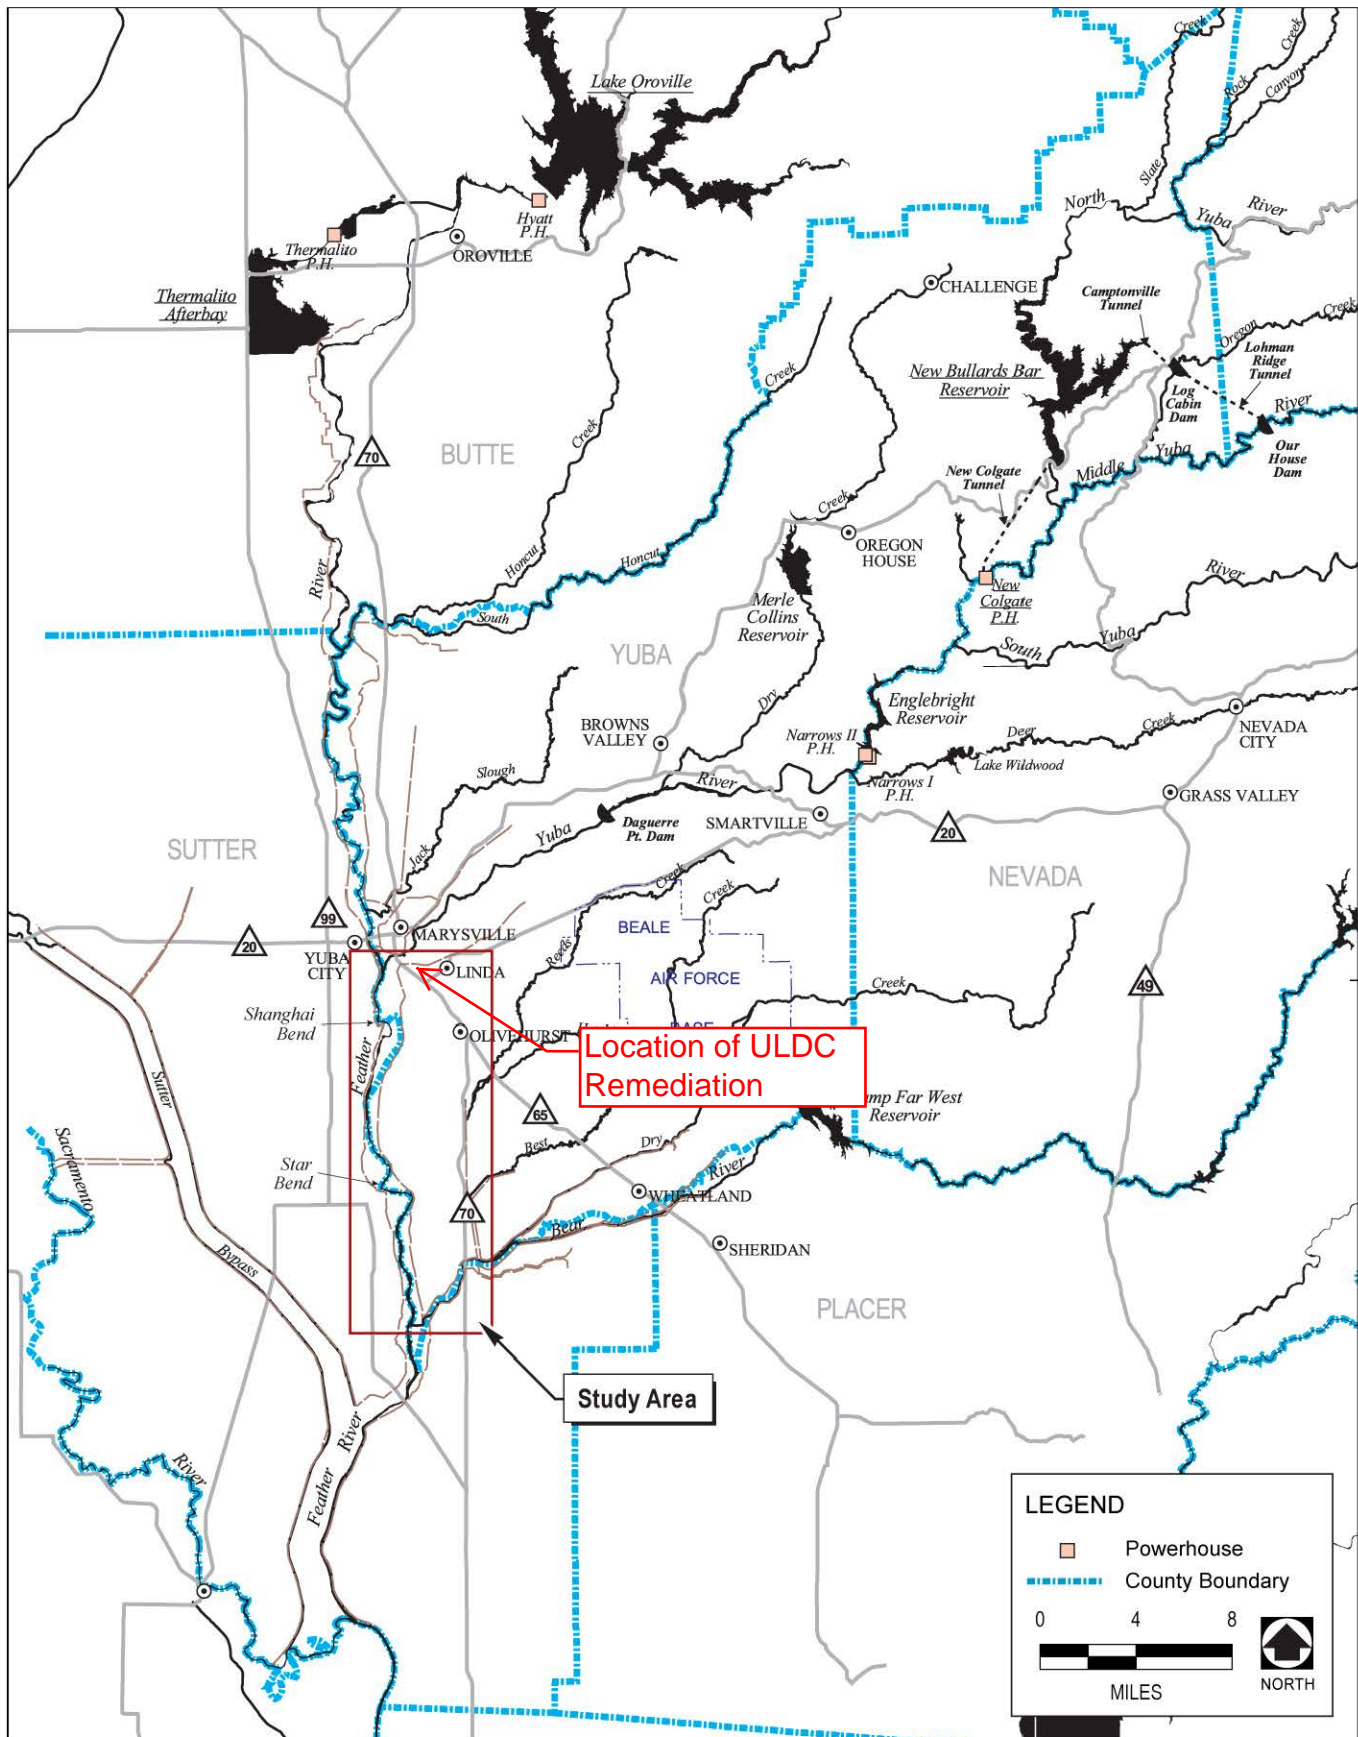 Creek
Creek
Rock
Canyon
Lake Oroville
Slate
North
River
Yuba
Hyatt
P.H.
Thermalito
P.H.
OROVILLE
CHALLENGE
Camptonville
Tunnel
Creek
Oregon
Thermalito
Afterbay
Lohman
Ridge
Tunnel
New Bullards Bar
Reservoir
Creek
Log
Cabin
Dam
River
70
BUTTE
Creek
Yuba
Middle
Our
House
Dam
New Colgate
Tunnel
Creek
OREGON
HOUSE
River
Honcut
Honcut
South
New
Colgate
P.H.
River
Merle
Collins
Reservoir
Yuba
South
YUBA
Dry
Englebright
Reservoir
BROWNS
VALLEY
Narrows II
P.H.
Deer
Creek
NEVADA
CITY
Slough
River
Lake Wildwood
Narrows I
P.H.
GRASS VALLEY
Daguerre
Pt. Dam
SMARTVILLE
20
Yuba
Jack
SUTTER
NEVADA
Creek
Creek
99
20
MARYSVILLE
BEALE
YUBA
CITY
Reeds
LINDA
AIR FORCE
49
Creek
Shanghai
Bend
OLIVEHURST
BASE
Location of ULDC
Remediation
Feather
Sutter
Far West
Reservoir
65
Sacramento
Best
Dry
Star
Bend
River
WHEATLAND
70
Bear
SHERIDAN
Bypass
PLACER
Study Area
River
River
Feather
LEGEND
Powerhouse
County Boundary
0 4 8
MILES
NORTH